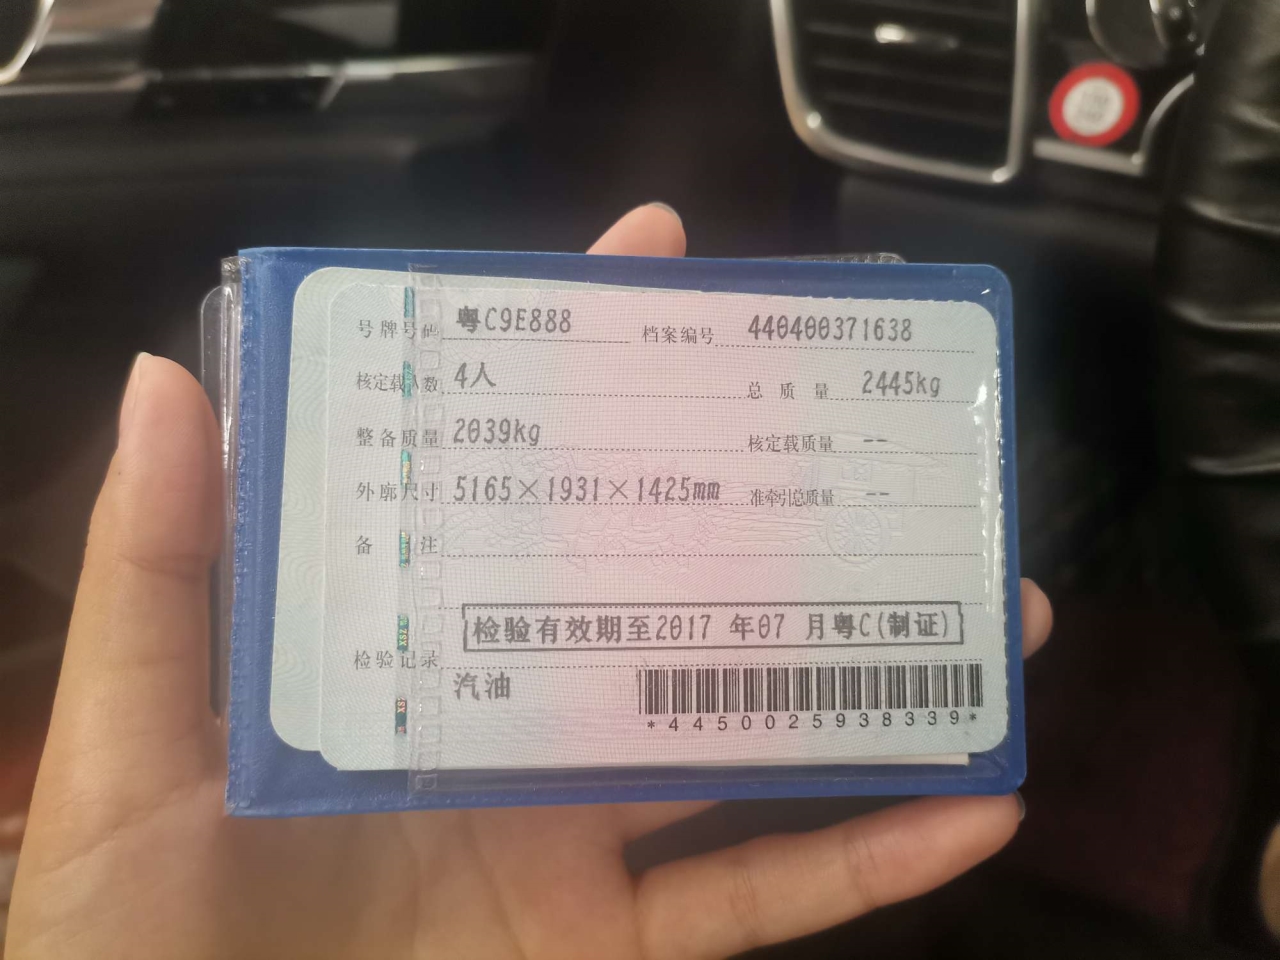 号牌号码 粤C9E888 档案编号 440400371638
核定载人数 4人 总质量 2445kg
整备质量 2039kg 核定载质量 --
外廓尺寸 5165×1931×1425mm 准牵引总质量 --
备注
检验有效期至2017 年07 月粤C(制证)
检验记录
汽油
*4450025938339*